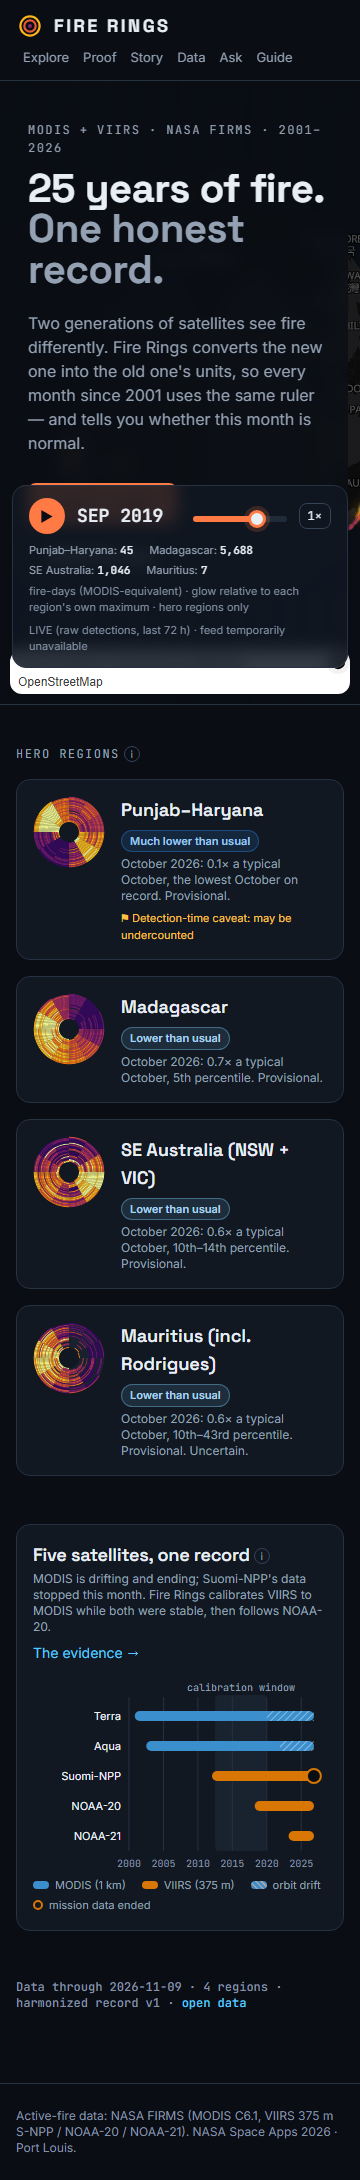 FIRE RINGS
Explore Proof Story Data Ask Guide
MODIS + VIIRS · NASA FIRMS · 2001–
2026
25 years of fire.
One honest
record.
Two generations of satellites see fire
differently. Fire Rings converts the new
one into the old one's units, so every
month since 2001 uses the same ruler
— and tells you whether this month is
normal.
SEP 2019
1×
Punjab–Haryana: 45 Madagascar: 5,688
SE Australia: 1,046 Mauritius: 7
fire-days (MODIS-equivalent) · glow relative to each
region's own maximum · hero regions only
LIVE (raw detections, last 72 h) · feed temporarily
unavailable
OpenStreetMap
HERO REGIONS i
Punjab–Haryana
Much lower than usual
October 2026: 0.1× a typical
October, the lowest October on
record. Provisional.
⚑ Detection-time caveat: may be
undercounted
Madagascar
Lower than usual
October 2026: 0.7× a typical
October, 5th percentile. Provisional.
SE Australia (NSW +
VIC)
Lower than usual
October 2026: 0.6× a typical
October, 10th–14th percentile.
Provisional.
Mauritius (incl.
Rodrigues)
Lower than usual
October 2026: 0.6× a typical
October, 10th–43rd percentile.
Provisional. Uncertain.
Five satellites, one record i
MODIS is drifting and ending; Suomi-NPP's data
stopped this month. Fire Rings calibrates VIIRS to
MODIS while both were stable, then follows NOAA-
20.
The evidence →
calibration window
Terra
Aqua
Suomi-NPP
NOAA-20
NOAA-21
2000 2005 2010 2015 2020 2025
MODIS (1 km) VIIRS (375 m) orbit drift
mission data ended
Data through 2026-11-09 · 4 regions ·
harmonized record v1 · open data
Active-fire data: NASA FIRMS (MODIS C6.1, VIIRS 375 m
S-NPP / NOAA-20 / NOAA-21). NASA Space Apps 2026 ·
Port Louis.